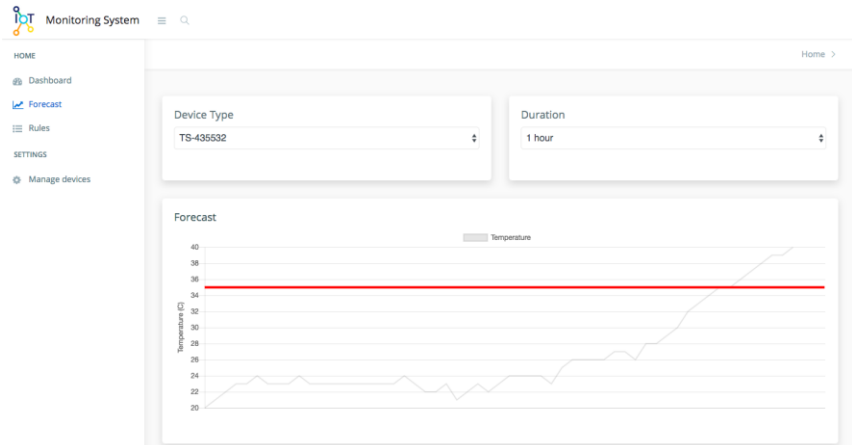 IoT
Monitoring System
HOME
Home >
Dashboard
Forecast
Rules
SETTINGS
Manage devices
Device Type
TS-435532
Duration
1 hour
Forecast
Temperature
Temperature (C)
40
38
36
34
32
30
28
26
24
22
20